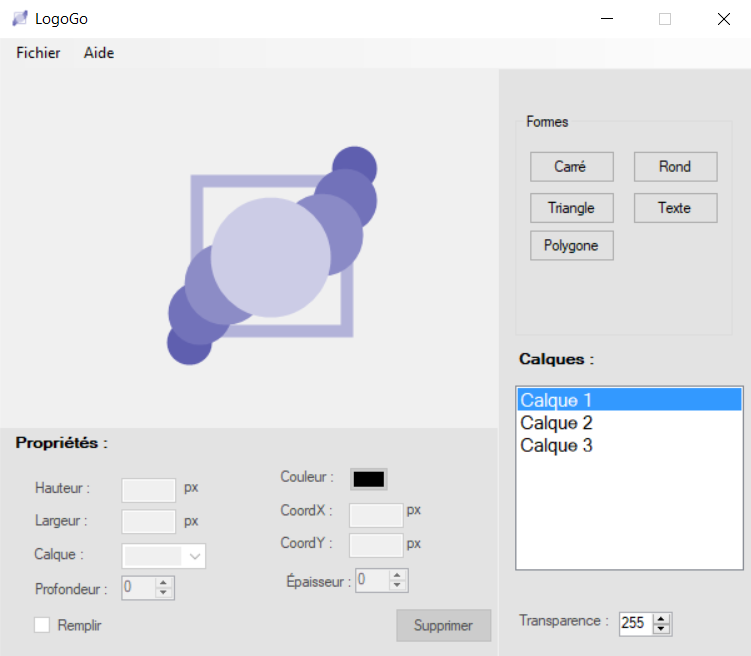 LogoGo
Fichier Aide
Formes
Carré Rond
Triangle Texte
Polygone
Calques :
Calque 1
Calque 2
Calque 3
Transparence : 255
Propriétés :
Hauteur : px
Largeur : px
Calque :
Profondeur : 0
Remplir
Couleur :
CoordX : px
CoordY : px
Épaisseur : 0
Supprimer